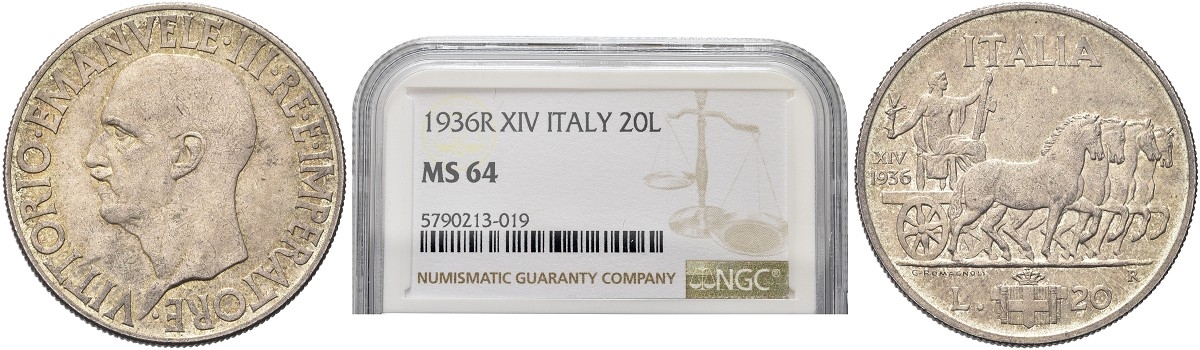 VITTORIO·EMANVELE·III·RE·E·IMPERATORE·
1936R XIV ITALY 20L
MS 64
5790213-019
NUMISMATIC GUARANTY COMPANY
NGC
ITALIA
XIV
1936
G·ROMAGNOLI
R
L. 20